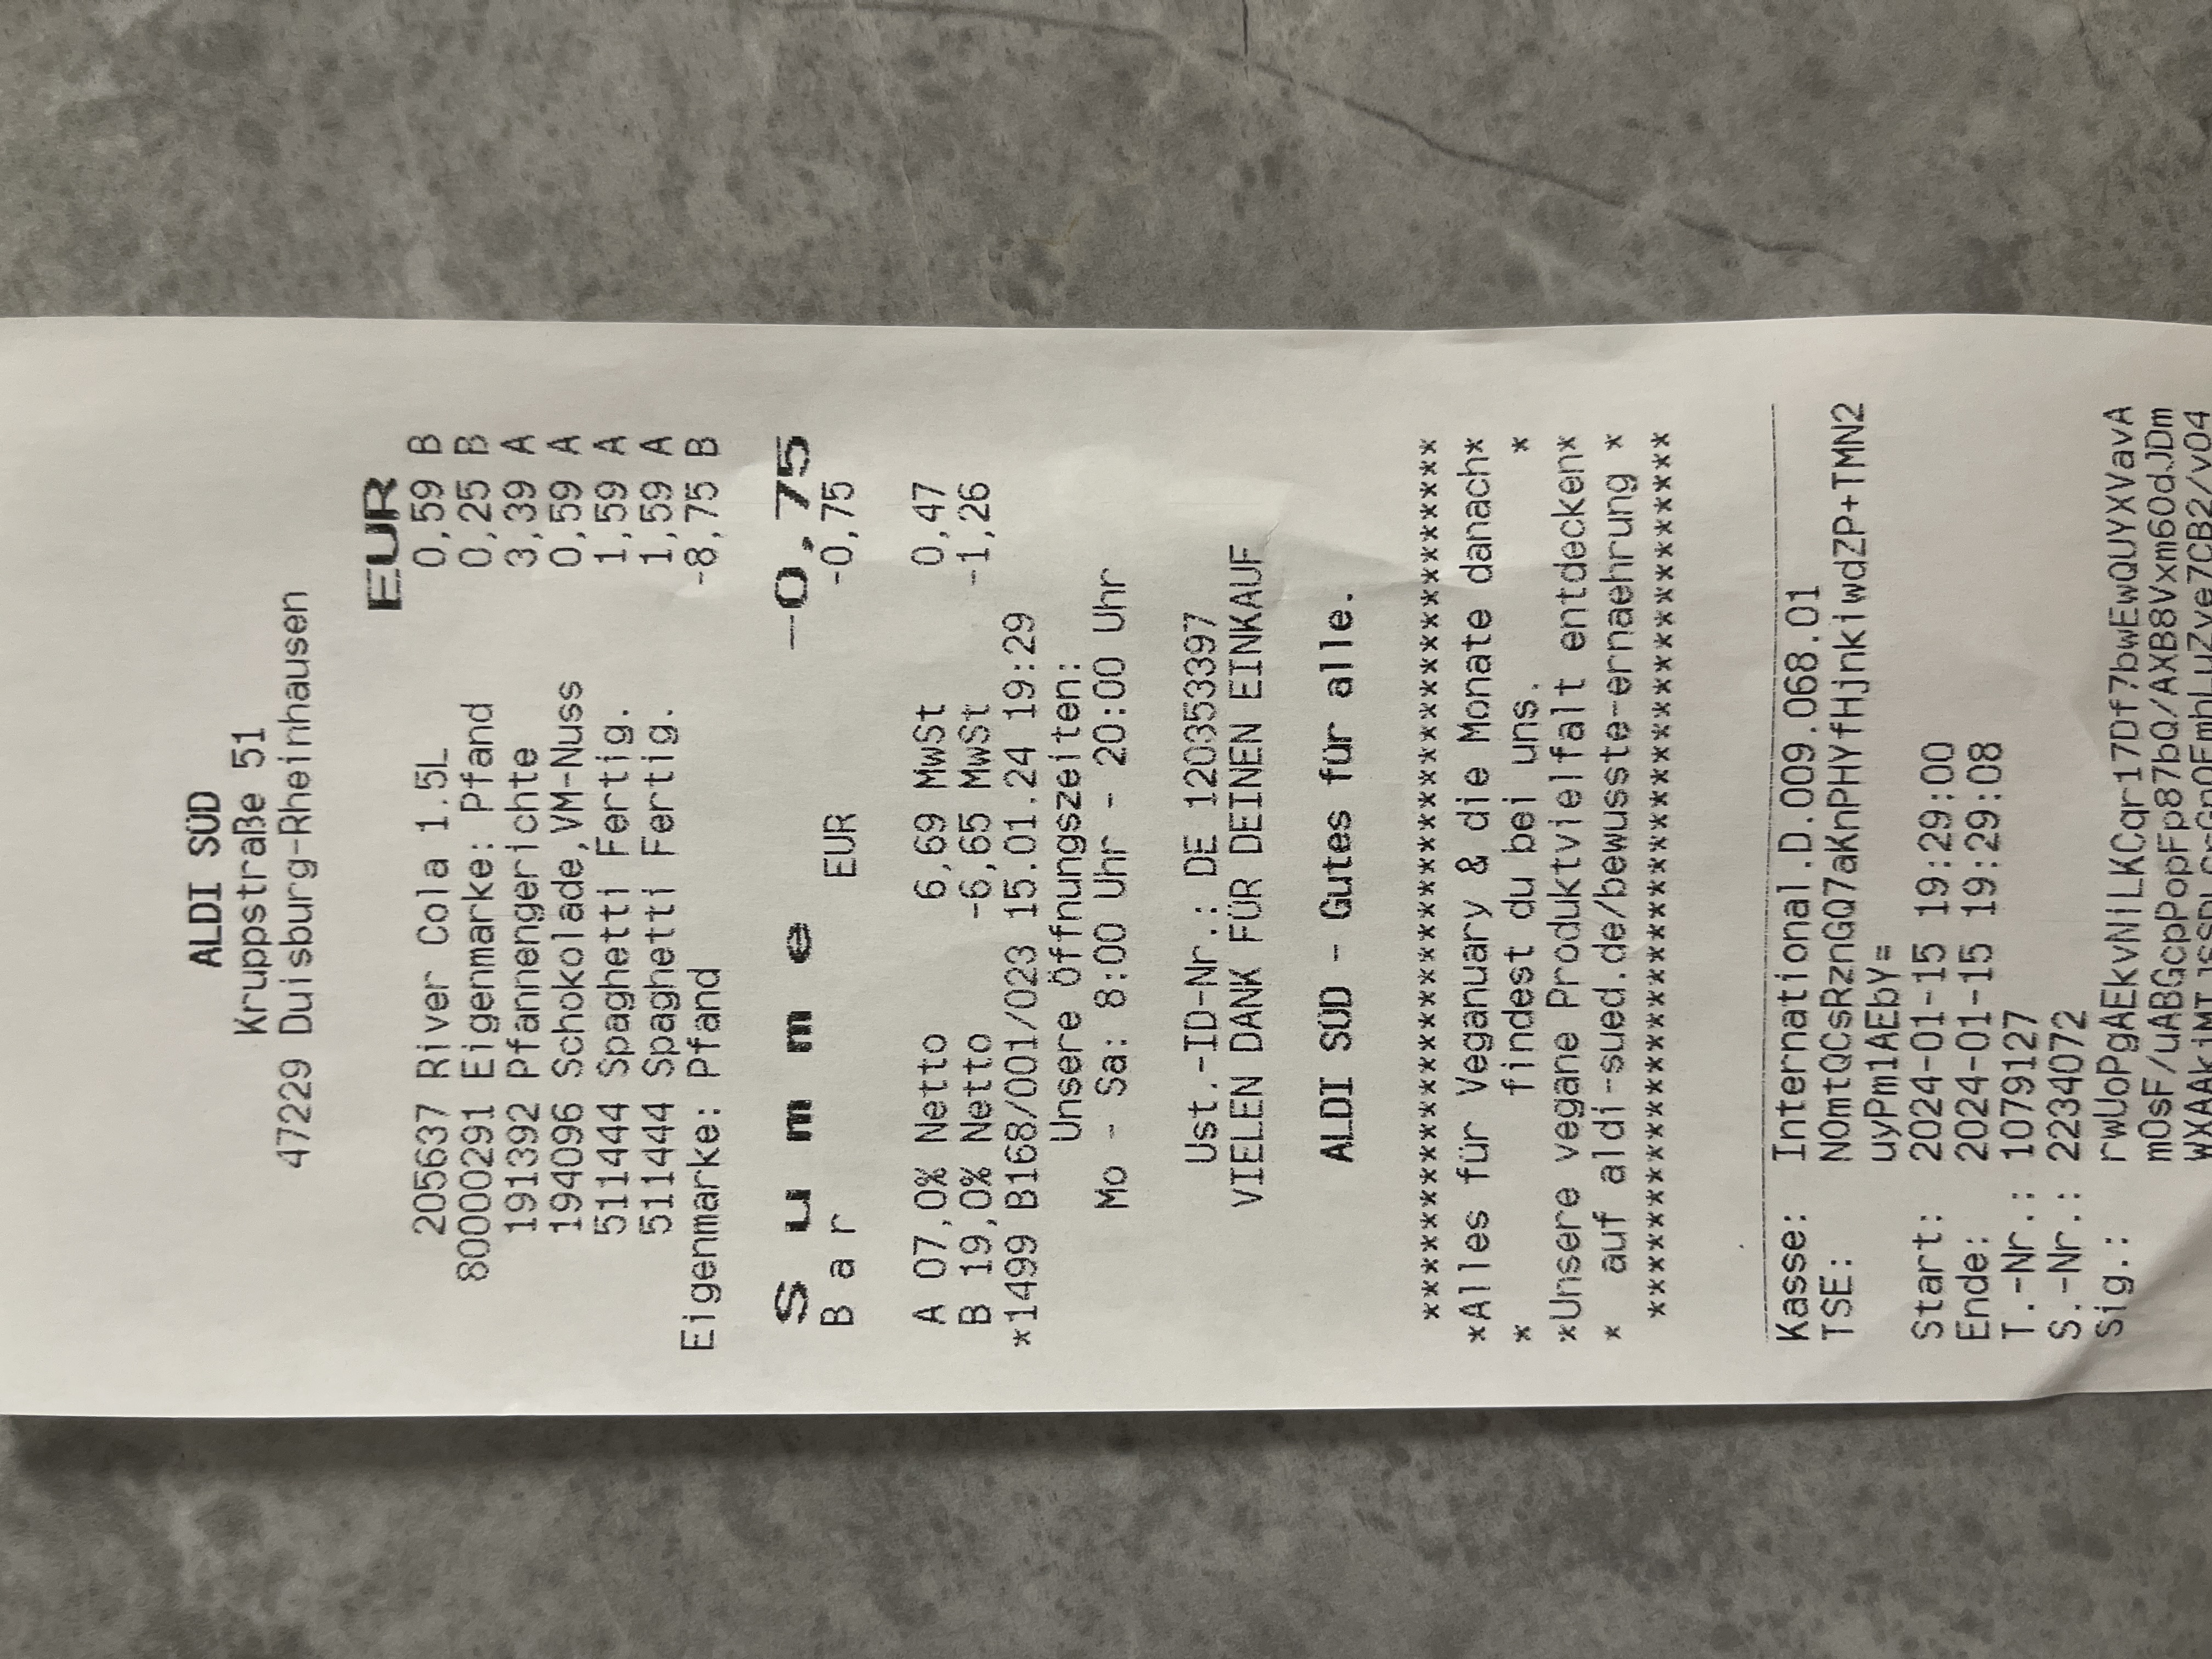 ALDI SÜD
Kruppstraße 51
47229 Duisburg-Rheinhausen
EUR
205637 River Cola 1.5L 0,59 B
80000291 Eigenmarke: Pfand 0,25 B
191392 Pfannengerichte 3,39 A
194096 Schokolade,VM-Nuss 0,59 A
511444 Spaghetti Fertig. 1,59 A
511444 Spaghetti Fertig. 1,59 A
Eigenmarke: Pfand -8,75 B
Summe -0,75
Bar EUR -0,75
A 07,0% Netto 6,69 MwSt 0,47
B 19,0% Netto -6,65 MwSt -1,26
*1499 B168/001/023 15.01.24 19:29
Unsere Öffnungszeiten:
Mo - Sa: 8:00 Uhr - 20:00 Uhr
Ust.-ID-Nr.: DE 120353397
VIELEN DANK FÜR DEINEN EINKAUF
ALDI SÜD - Gutes für alle.
****************************************
*Alles für Veganuary & die Monate danach*
* findest du bei uns. *
*Unsere vegane Produktvielfalt entdecken*
* auf aldi-sued.de/bewusste-ernaehrung *
****************************************
Kasse: International.D.009.068.01
TSE: NOmtQCsRznGQ7aKnPHYfHjnkiwdZP+TMN2
uyPm1AEbY=
Start: 2024-01-15 19:29:00
Ende: 2024-01-15 19:29:08
T.-Nr.: 1079127
S.-Nr.: 2234072
Sig.: rwUoPgAEkvNiLKCqr17Df7bwEwQUYXVavA
mOsF/uABGcpPopFp87bQ/AXB8Vxm60dJDm